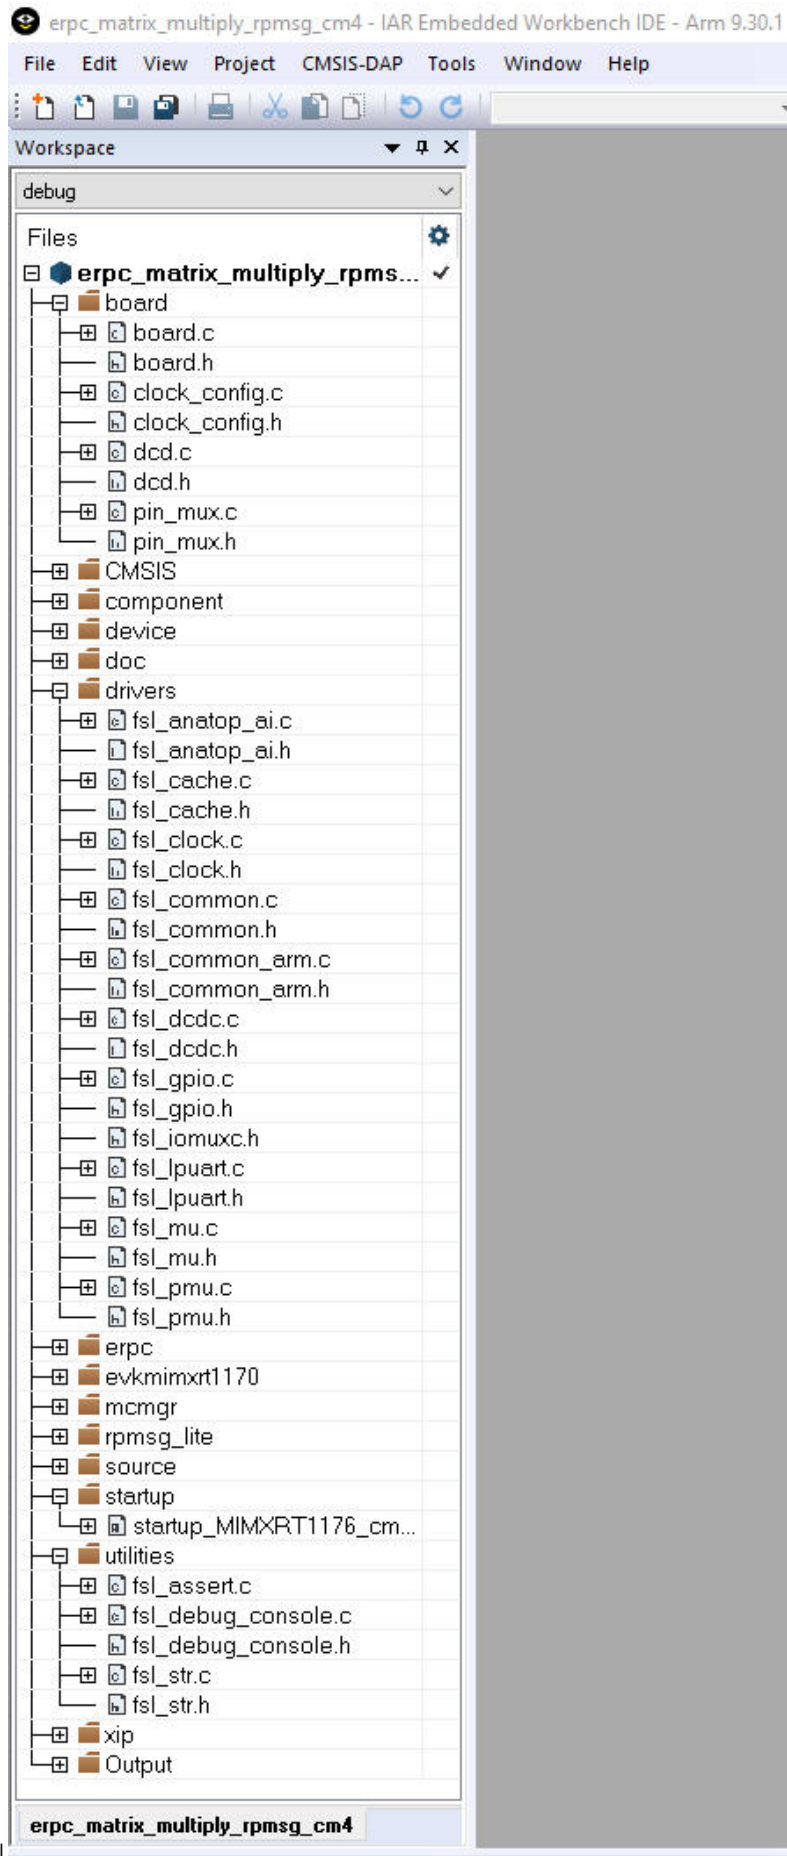 erpc_matrix_multiply_rpmsg_cm4 - IAR Embedded Workbench IDE - Arm 9.30.1
File Edit View Project CMSIS-DAP Tools Window Help
Workspace
debug
Files
erpc_matrix_multiply_rpms...
board
board.c
board.h
clock_config.c
clock_config.h
dcd.c
dcd.h
pin_mux.c
pin_mux.h
CMSIS
component
device
doc
drivers
fsl_anatop_ai.c
fsl_anatop_ai.h
fsl_cache.c
fsl_cache.h
fsl_clock.c
fsl_clock.h
fsl_common.c
fsl_common.h
fsl_common_arm.c
fsl_common_arm.h
fsl_dcdc.c
fsl_dcdc.h
fsl_gpio.c
fsl_gpio.h
fsl_iomuxc.h
fsl_lpuart.c
fsl_lpuart.h
fsl_mu.c
fsl_mu.h
fsl_pmu.c
fsl_pmu.h
erpc
evkmimxrt1170
mcmgr
rpmsg_lite
source
startup
startup_MIMXRT1176_cm...
utilities
fsl_assert.c
fsl_debug_console.c
fsl_debug_console.h
fsl_str.c
fsl_str.h
xip
Output
erpc_matrix_multiply_rpmsg_cm4